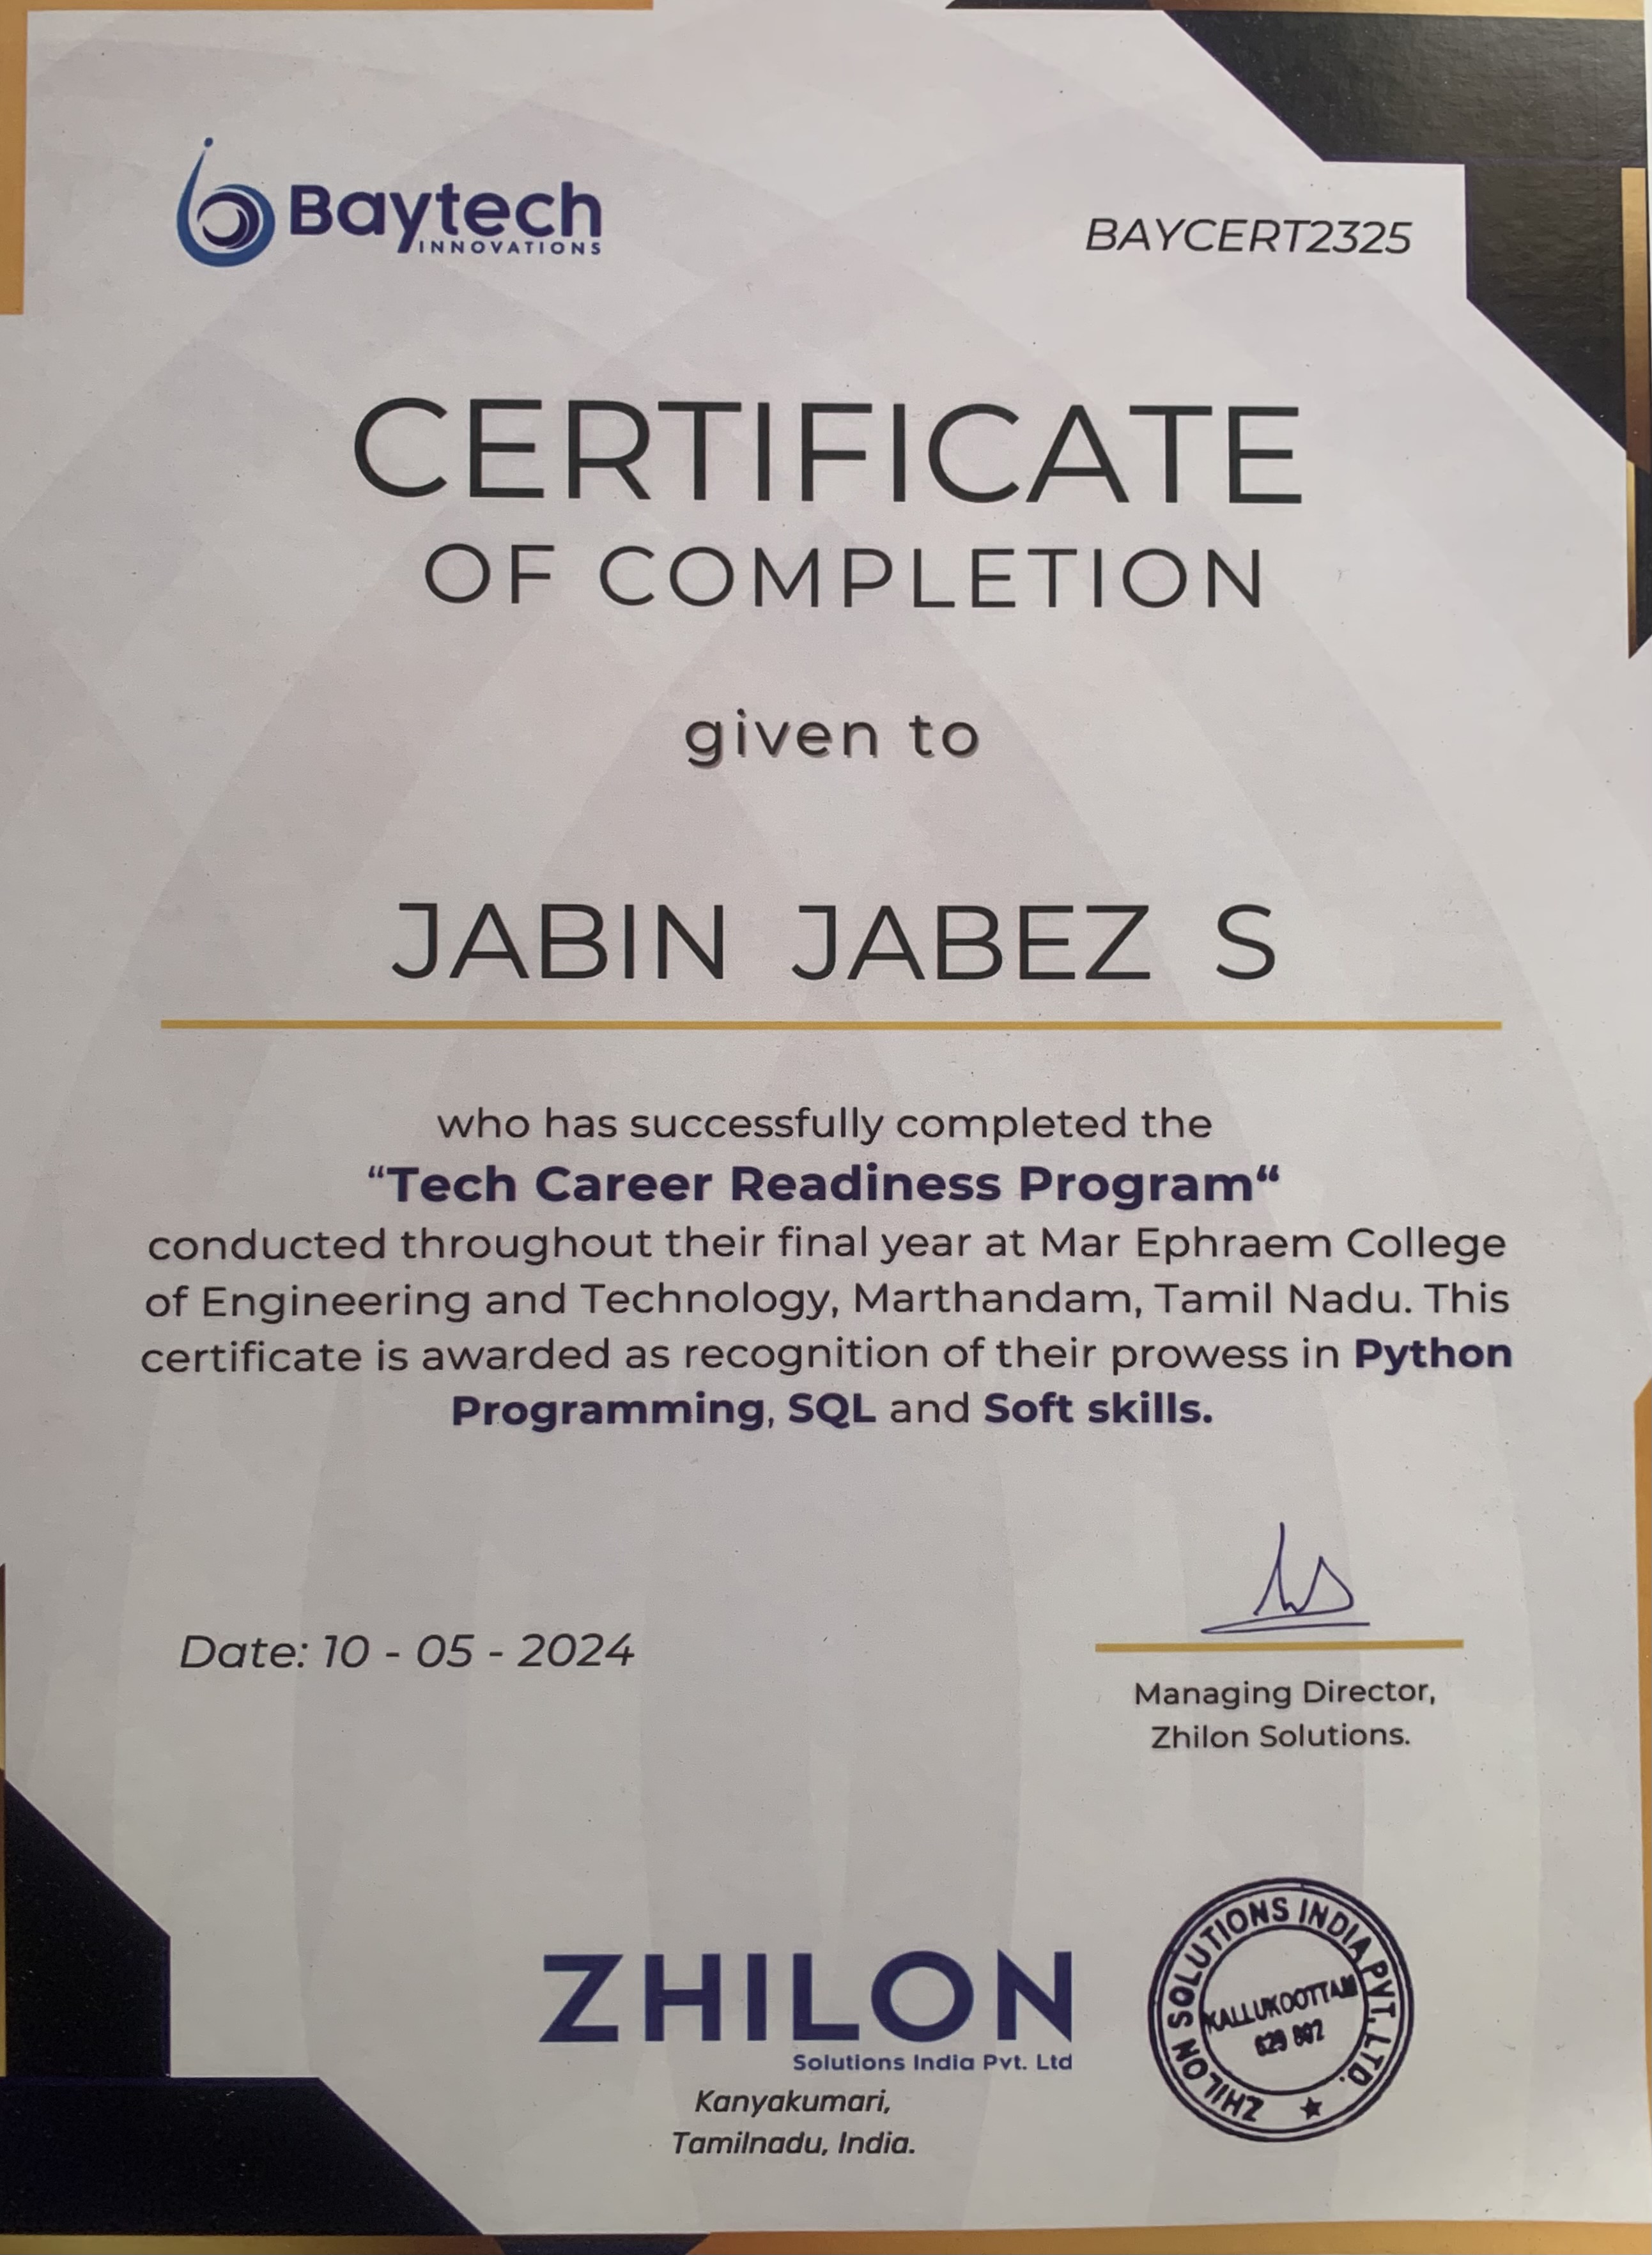 Baytech
INNOVATIONS
BAYCERT2325
CERTIFICATE
OF COMPLETION
given to
JABIN JABEZ S
who has successfully completed the
“Tech Career Readiness Program“
conducted throughout their final year at Mar Ephraem College
of Engineering and Technology, Marthandam, Tamil Nadu. This
certificate is awarded as recognition of their prowess in Python
Programming, SQL and Soft skills.
Date: 10 - 05 - 2024
Managing Director,
Zhilon Solutions.
ZHILON
Solutions India Pvt. Ltd
Kanyakumari,
Tamilnadu, India.
ZHILON SOLUTIONS INDIA PVT. LTD.
KALLUKOOTTAM
629